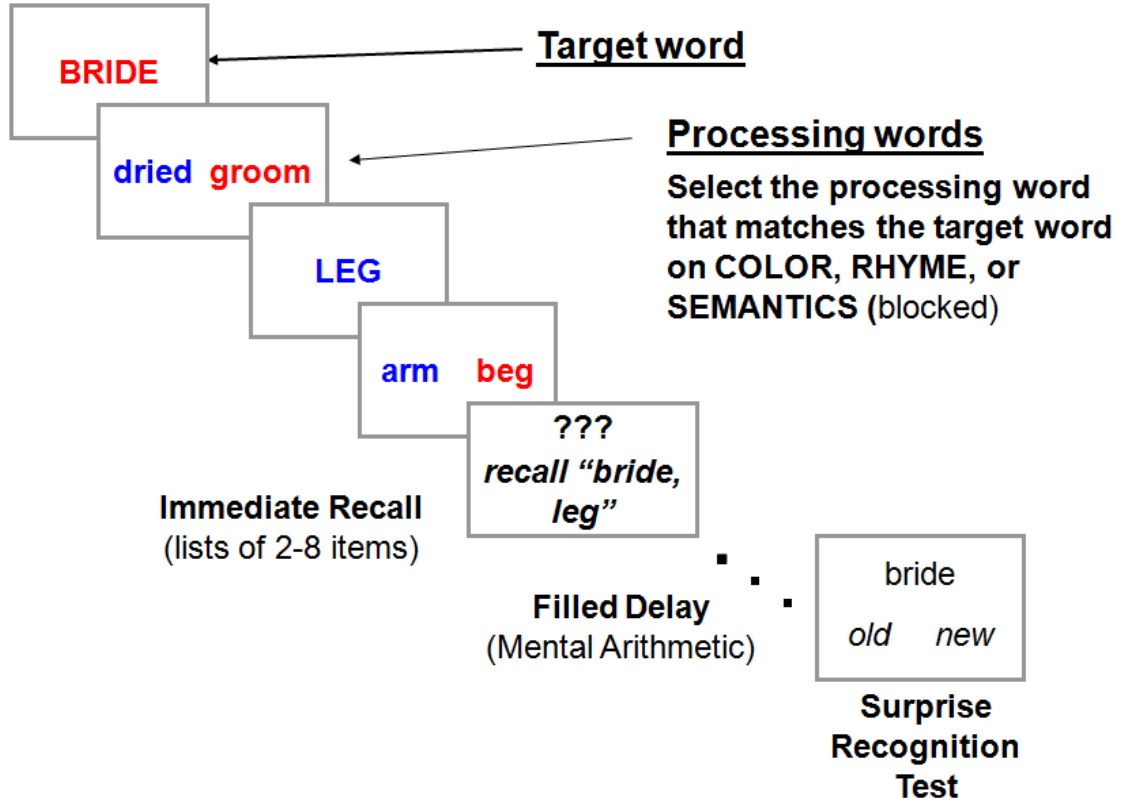 BRIDE
Target word
dried groom
Processing words
Select the processing word
that matches the target word
on COLOR, RHYME, or
SEMANTICS (blocked)
LEG
arm beg
???
recall “bride,
leg”
Immediate Recall
(lists of 2-8 items)
Filled Delay
(Mental Arithmetic)
bride
old new
Surprise
Recognition
Test